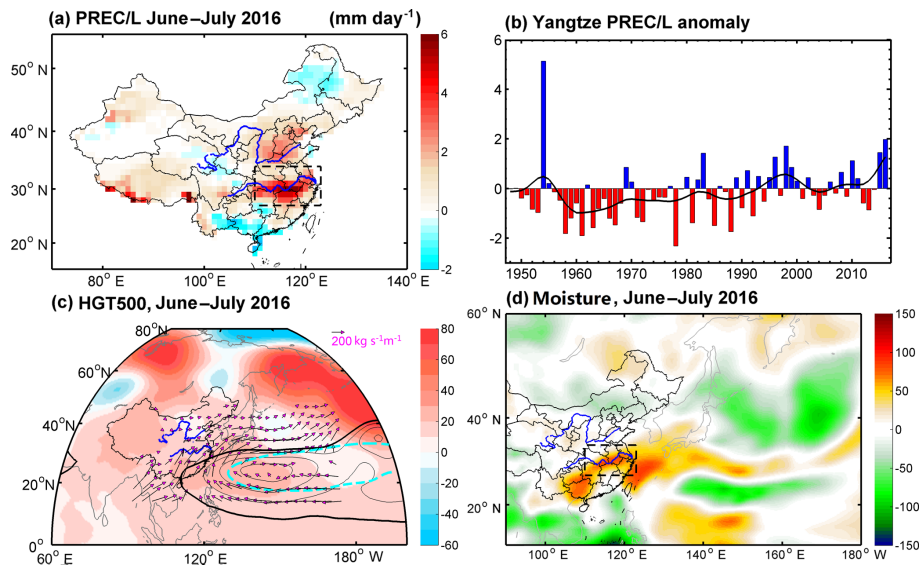 (a) PREC/L June–July 2016 (mm day⁻¹)
50° N
40° N
30° N
20° N
80° E
100° E
120° E
140° E
6
4
2
0
-2
(b) Yangtze PREC/L anomaly
6
4
2
0
-2
1950
1960
1970
1980
1990
2000
2010
(c) HGT500, June–July 2016
200 kg s⁻¹m⁻¹
80° N
60° N
40° N
20° N
0°
60° E
120° E
180° W
80
60
40
20
0
-20
-40
-60
(d) Moisture, June–July 2016
60° N
40° N
20° N
100° E
120° E
140° E
160° E
180° W
150
100
50
0
-50
-100
-150